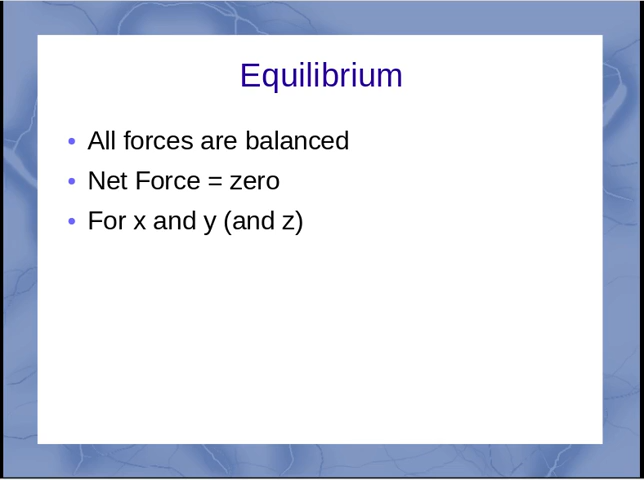 Equilibrium
• All forces are balanced
• Net Force = zero
• For x and y (and z)